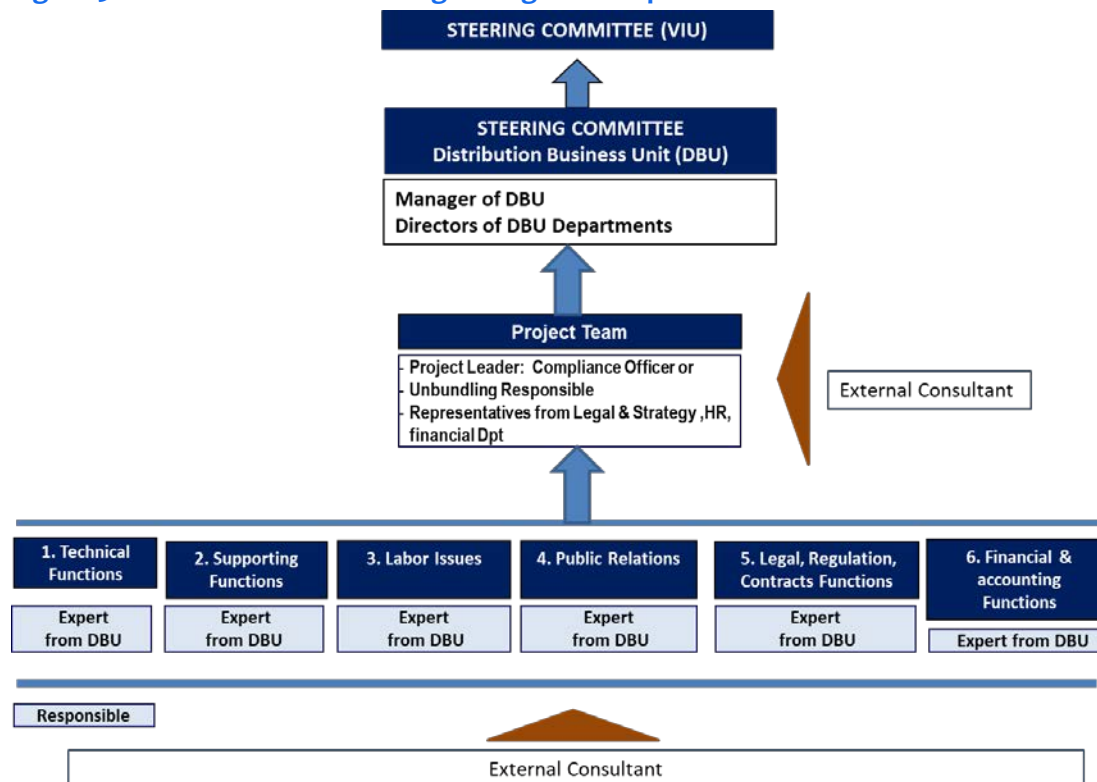 STEERING COMMITTEE (VIU)
STEERING COMMITTEE
Distribution Business Unit (DBU)
Manager of DBU
Directors of DBU Departments
Project Team
- Project Leader: Compliance Officer or
- Unbundling Responsible
- Representatives from Legal & Strategy ,HR,
financial Dpt
External Consultant
1. Technical
Functions
Expert
from DBU
2. Supporting
Functions
Expert
from DBU
3. Labor Issues
Expert
from DBU
4. Public Relations
Expert
from DBU
5. Legal, Regulation,
Contracts Functions
Expert
from DBU
6. Financial &
accounting
Functions
Expert from DBU
Responsible
External Consultant